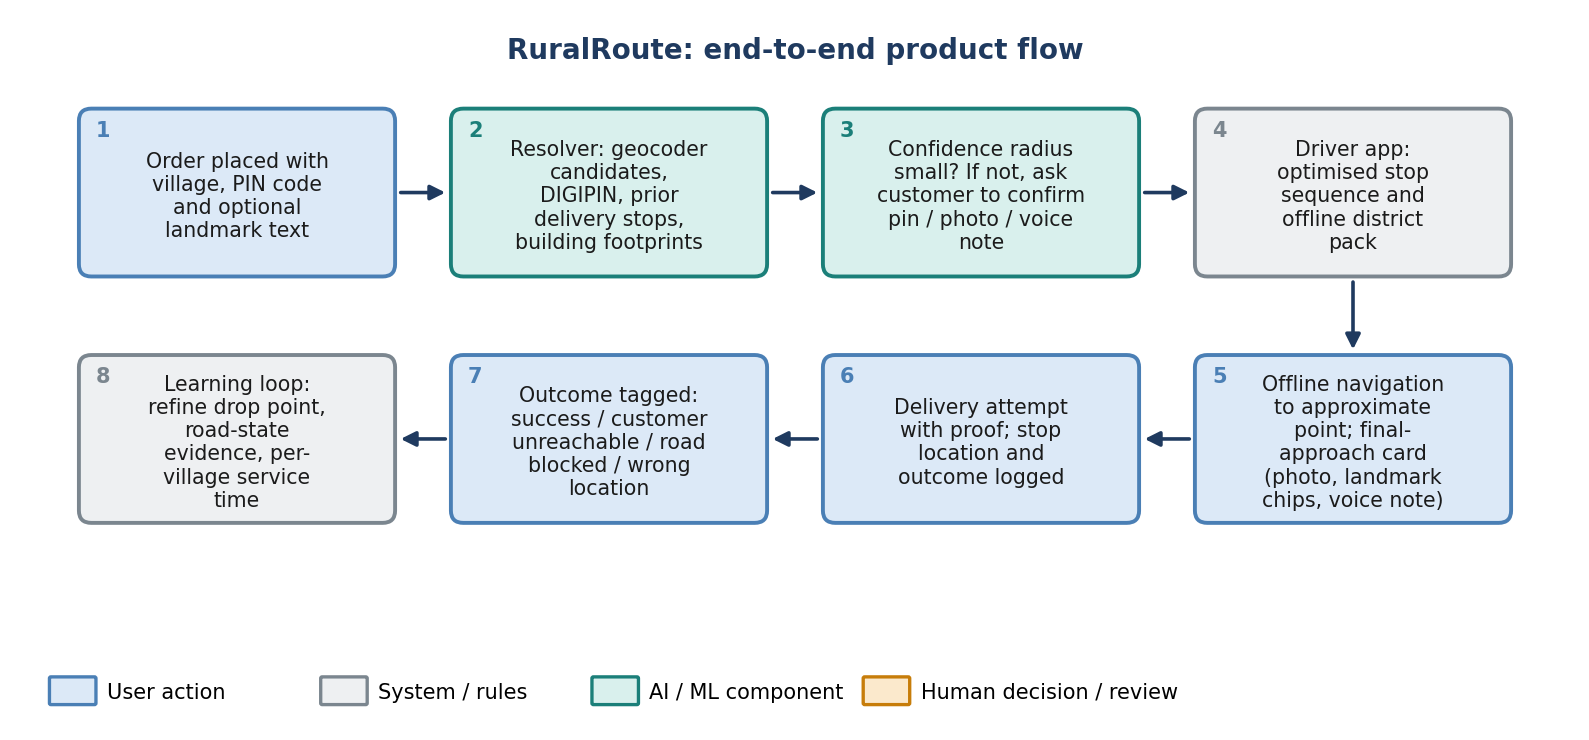 RuralRoute: end-to-end product flow
1
Order placed with
village, PIN code
and optional
landmark text
2
Resolver: geocoder
candidates,
DIGIPIN, prior
delivery stops,
building footprints
3
Confidence radius
small? If not, ask
customer to confirm
pin / photo / voice
note
4
Driver app:
optimised stop
sequence and
offline district
pack
5
Offline navigation
to approximate
point; final-
approach card
(photo, landmark
chips, voice note)
6
Delivery attempt
with proof; stop
location and
outcome logged
7
Outcome tagged:
success / customer
unreachable / road
blocked / wrong
location
8
Learning loop:
refine drop point,
road-state
evidence, per-
village service
time
User action
System / rules
AI / ML component
Human decision / review